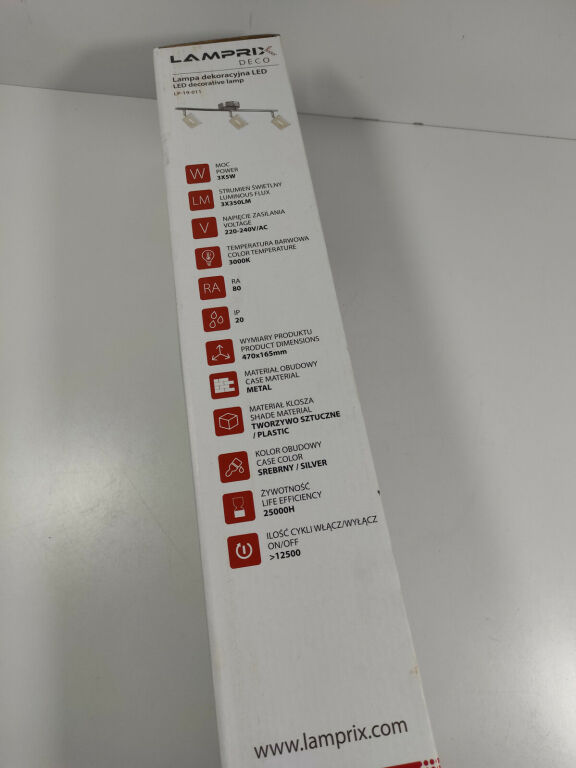 LAMPRIX
DECO
Lampa dekoracyjna LED
LED decorative lamp
LP-19-011
W
MOC
POWER
3X5W
LM
STRUMIEŃ ŚWIETLNY
LUMINOUS FLUX
3X350LM
V
NAPIĘCIE ZASILANIA
VOLTAGE
220-240V/AC
TEMPERATURA BARWOWA
COLOR TEMPERATURE
3000K
RA
RA
80
IP
20
WYMIARY PRODUKTU
PRODUCT DIMENSIONS
470x165mm
MATERIAŁ OBUDOWY
CASE MATERIAL
METAL
MATERIAŁ KLOSZA
SHADE MATERIAL
TWORZYWO SZTUCZNE
/ PLASTIC
KOLOR OBUDOWY
CASE COLOR
SREBRNY / SILVER
ŻYWOTNOŚĆ
LIFE EFFICIENCY
25000H
ILOŚĆ CYKLI WŁĄCZ/WYŁĄCZ
ON/OFF
>12500
www.lamprix.com